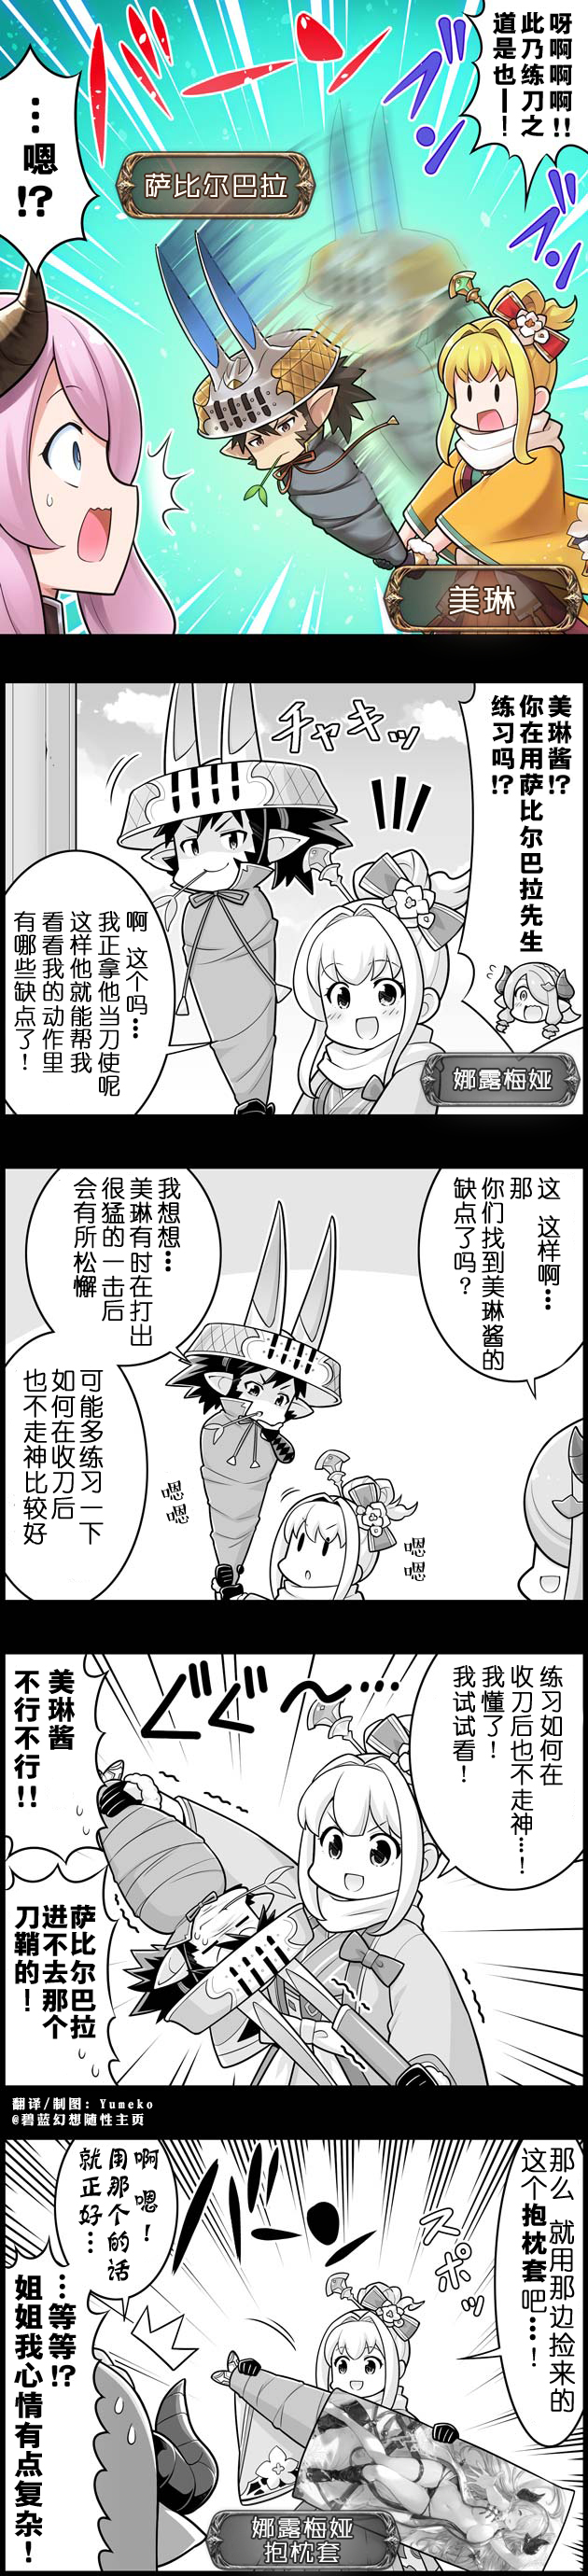 呀啊啊啊!!
此乃练刀之
道是也ー!
ブン
ブン
…嗯!?
萨比尔巴拉
美琳
美琳酱!?
你在用萨比尔巴拉先生
练习吗!?
チャキッ
啊 这个吗…
我正拿他当刀使呢
这样他就能帮我
看看我的动作里
有哪些缺点了!
娜露梅娅
这 这样啊…
那
你们找到美琳酱的
缺点了吗?
我想想…
美琳有时在打出
很猛的一击后
会有所松懈
可能多练习一下
如何在收刀后
也不走神比较好
嗯嗯
嗯嗯
练习如何在
收刀后也不走神…!
我懂了!
我试试看!
ググ〜…
美琳酱
不行不行!!
萨比尔巴拉
进不去那个
刀鞘的!
翻译/制图: Yumeko
@碧蓝幻想随性主页
那么 就用那边捡来的
这个抱枕套吧…!
スポッ
啊 嗯!
用那个的话
就正好…
…等等!?
姐姐我心情有点复杂!
娜露梅娅
抱枕套